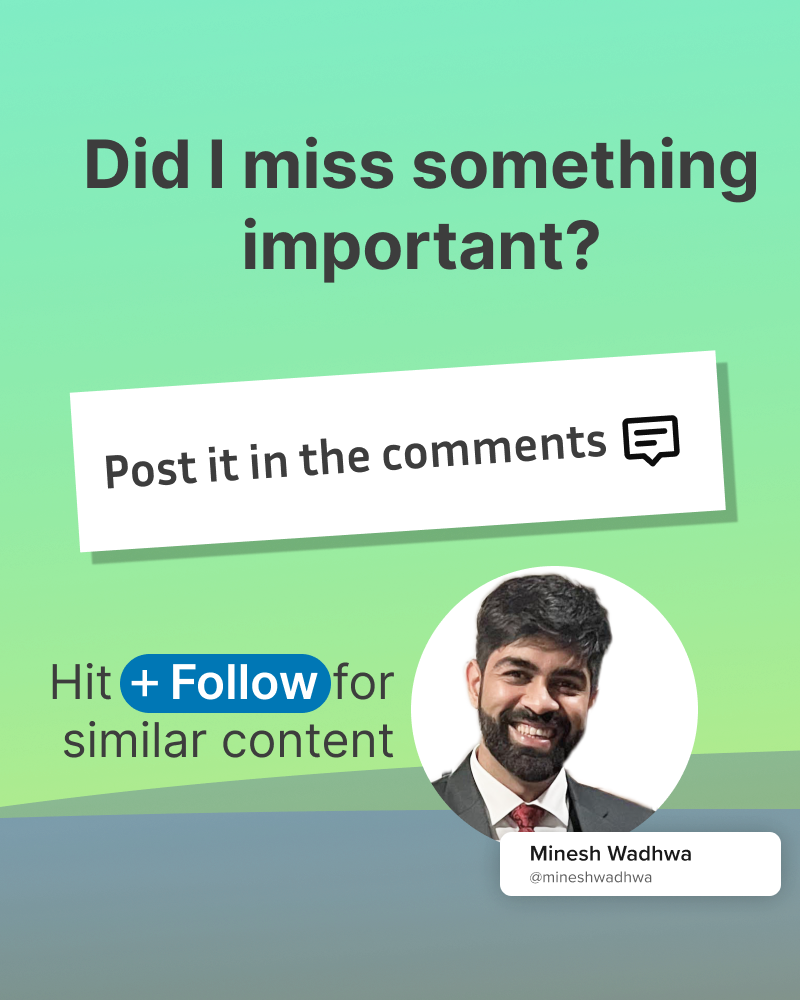 Did I miss something
important?
Post it in the comments
Hit + Follow for
similar content
Minesh Wadhwa
@mineshwadhwa